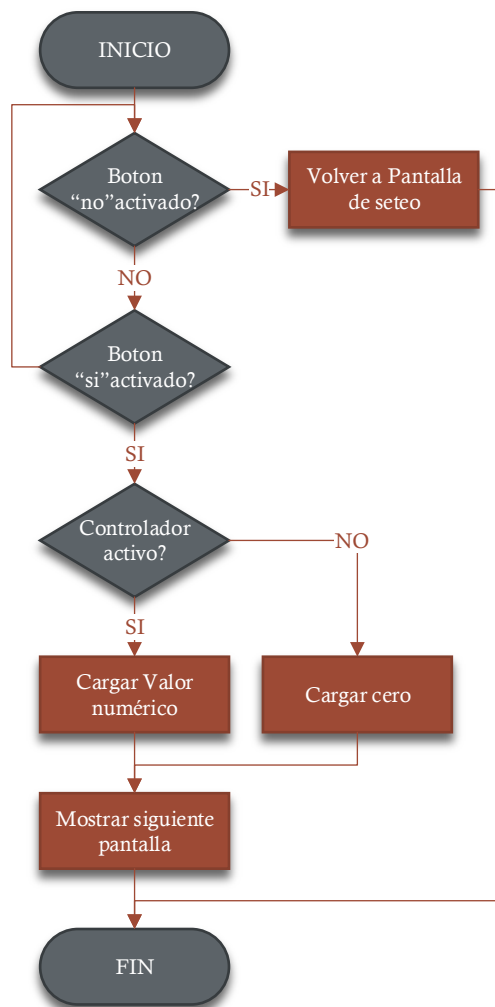 INICIO
Boton
“no”activado?
SI
Volver a Pantalla
de seteo
NO
Boton
“si”activado?
SI
Controlador
activo?
NO
SI
Cargar Valor
numérico
Cargar cero
Mostrar siguiente
pantalla
FIN